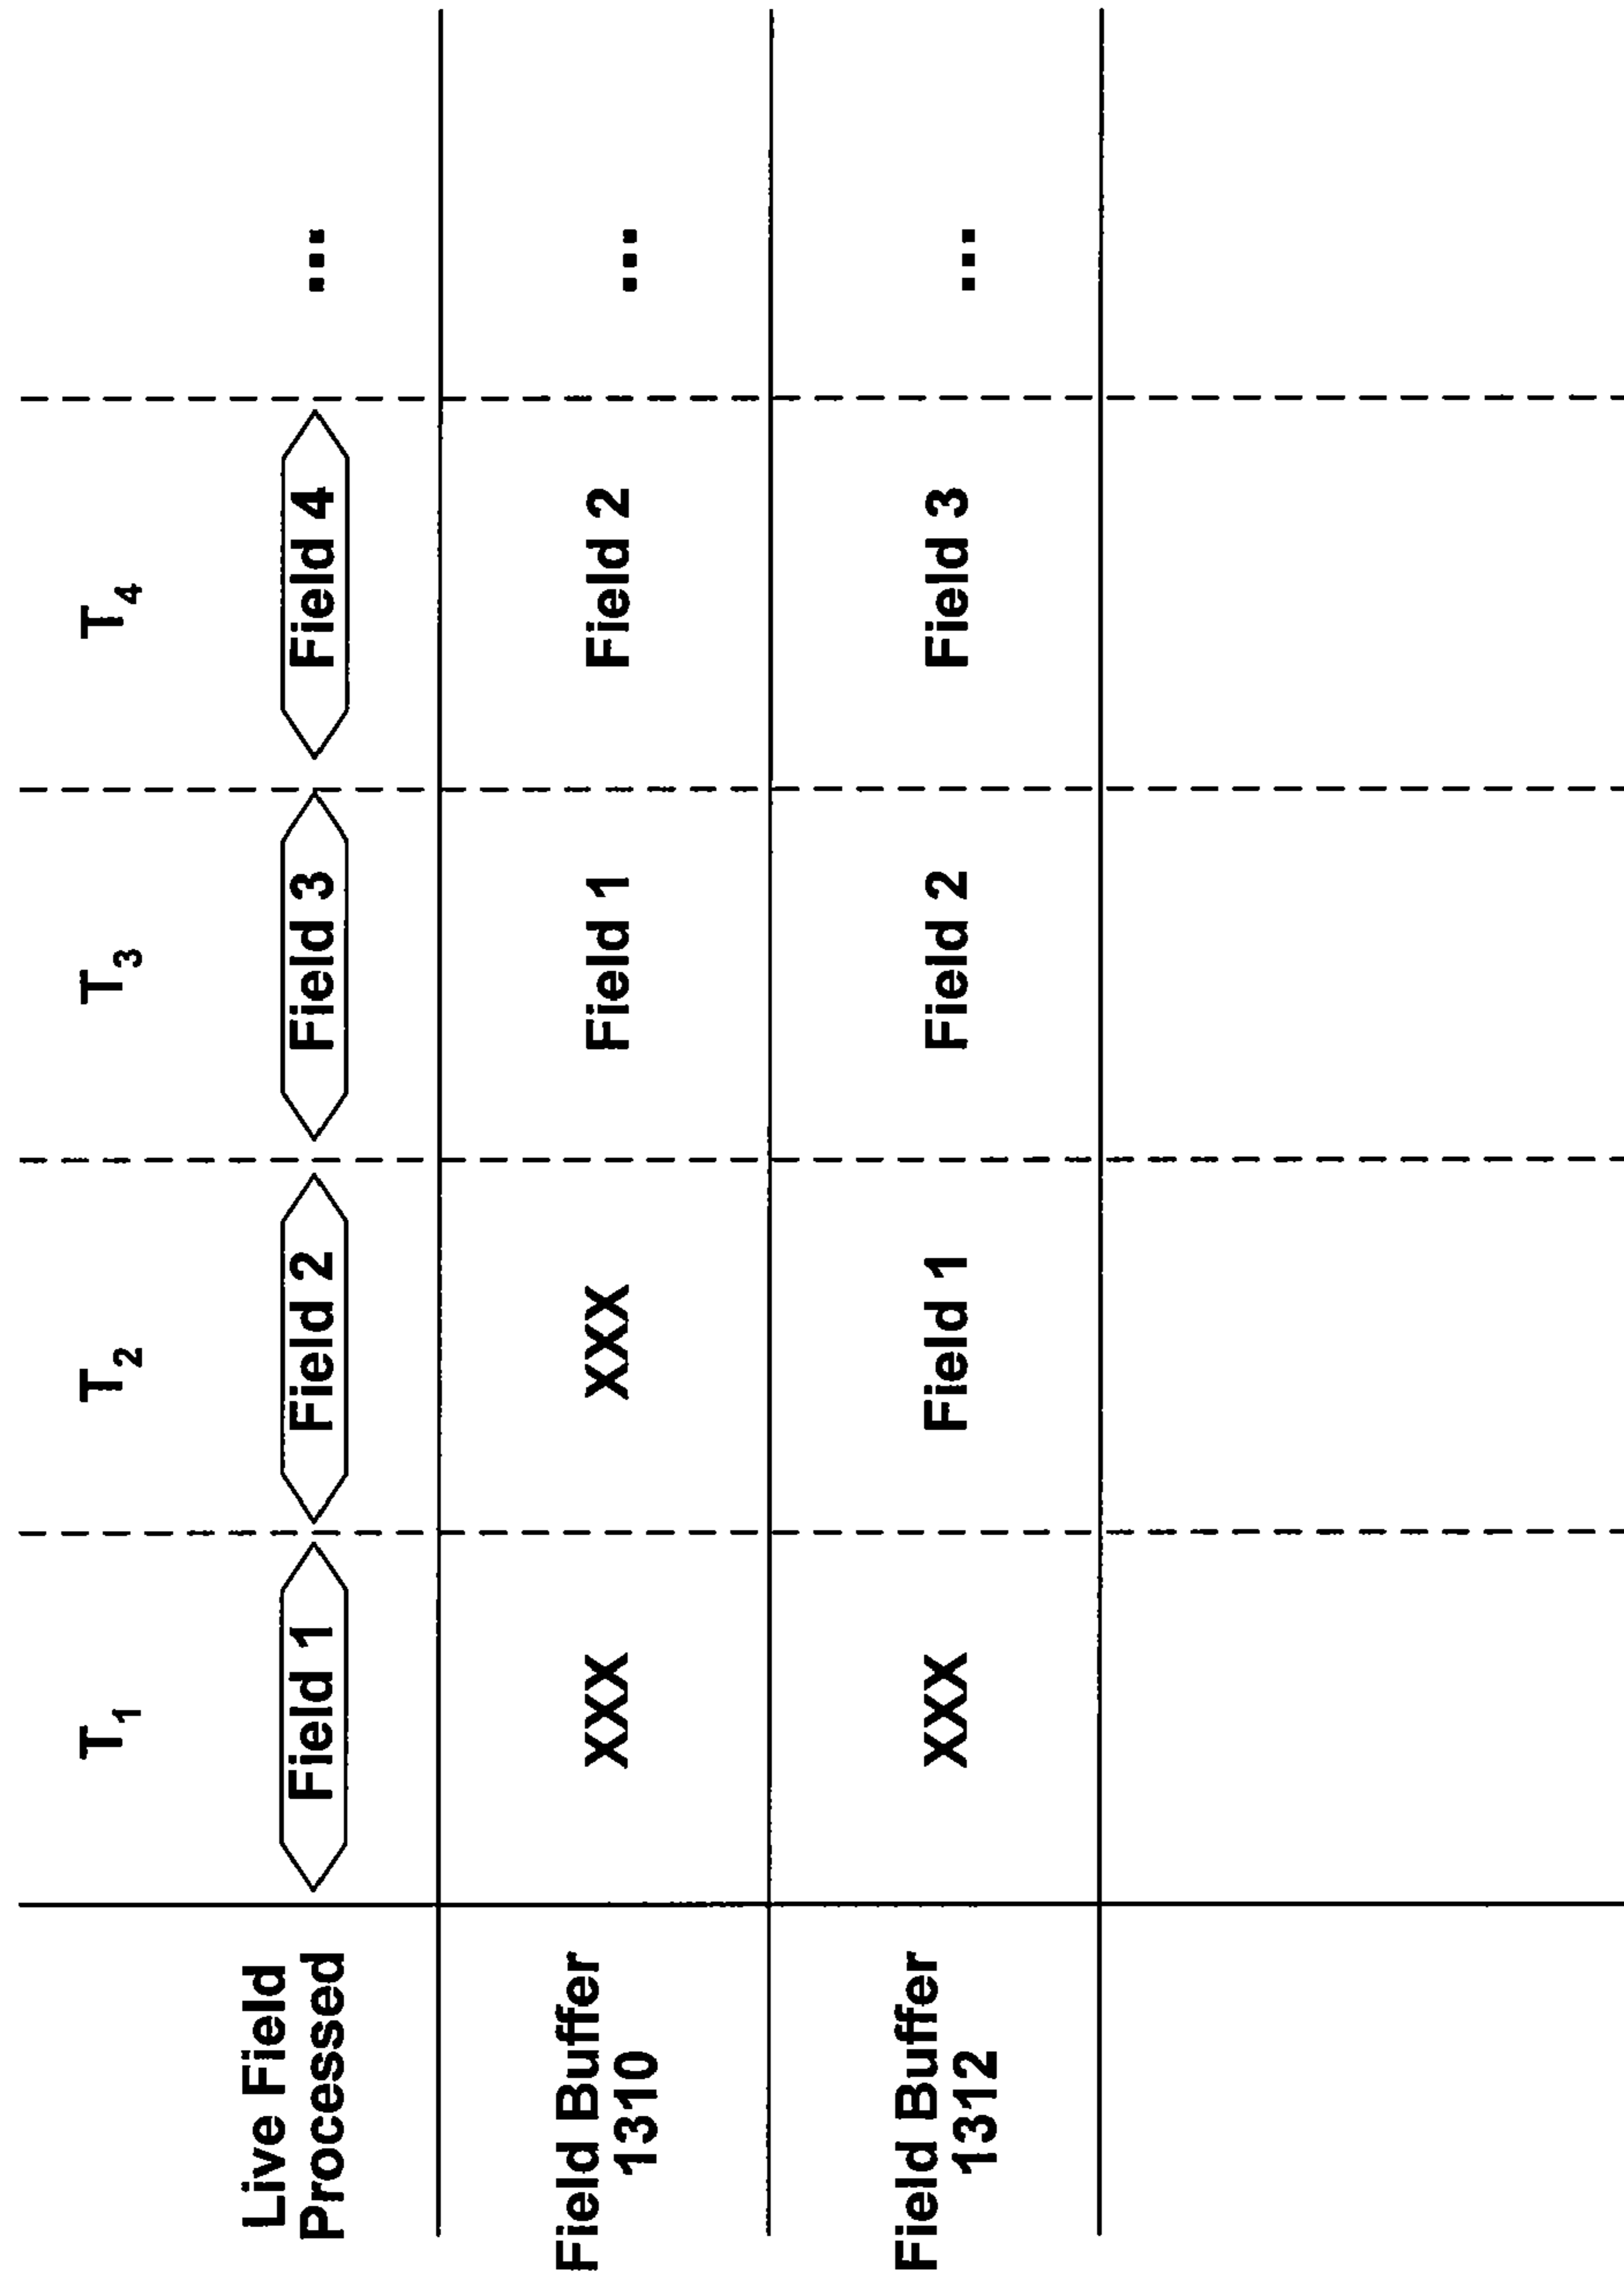 T1 T2 T3 T4
Live Field
Processed
Field 1 Field 2 Field 3 Field 4 ...
Field Buffer
1310
XXX XXX Field 1 Field 2 ...
Field Buffer
1312
XXX Field 1 Field 2 Field 3 ...